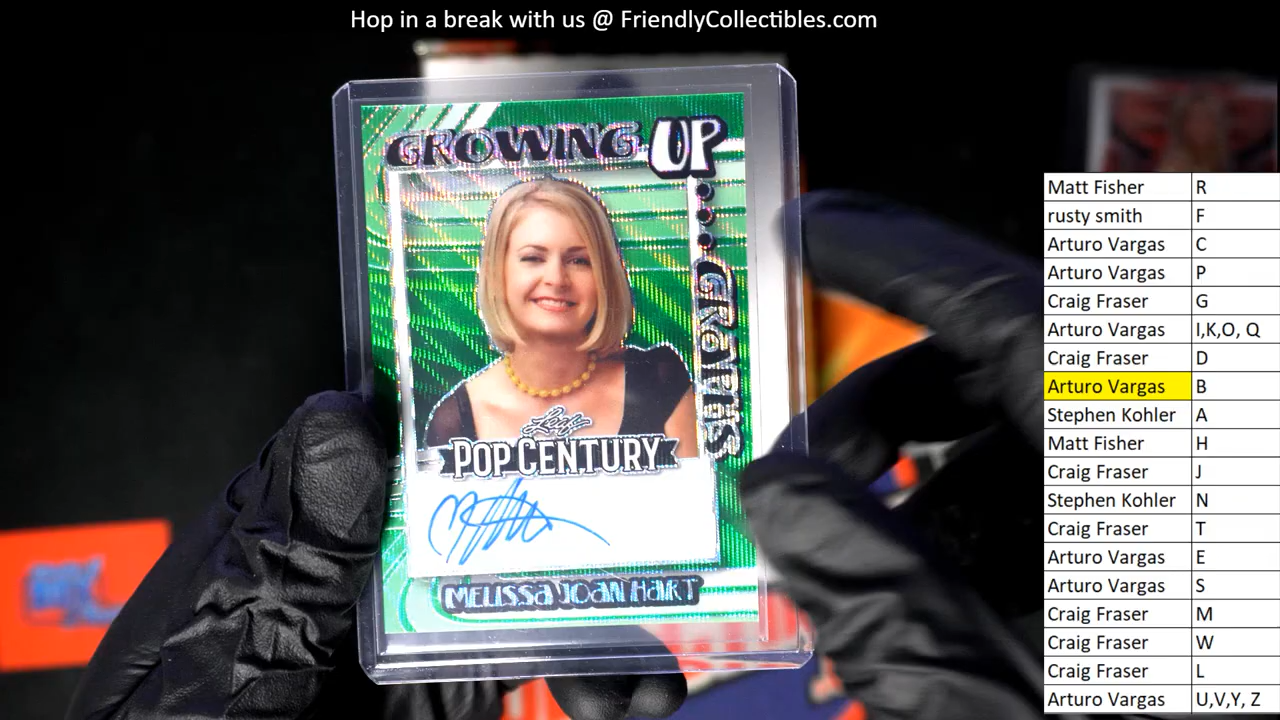 Hop in a break with us @ FriendlyCollectibles.com
GROWING UP
... GRAPHS
Leaf
POP CENTURY
MELISSA JOAN HART
Matt Fisher R
rusty smith F
Arturo Vargas C
Arturo Vargas P
Craig Fraser G
Arturo Vargas I,K,O, Q
Craig Fraser D
Arturo Vargas B
Stephen Kohler A
Matt Fisher H
Craig Fraser J
Stephen Kohler N
Craig Fraser T
Arturo Vargas E
Arturo Vargas S
Craig Fraser M
Craig Fraser W
Craig Fraser L
Arturo Vargas U,V,Y, Z